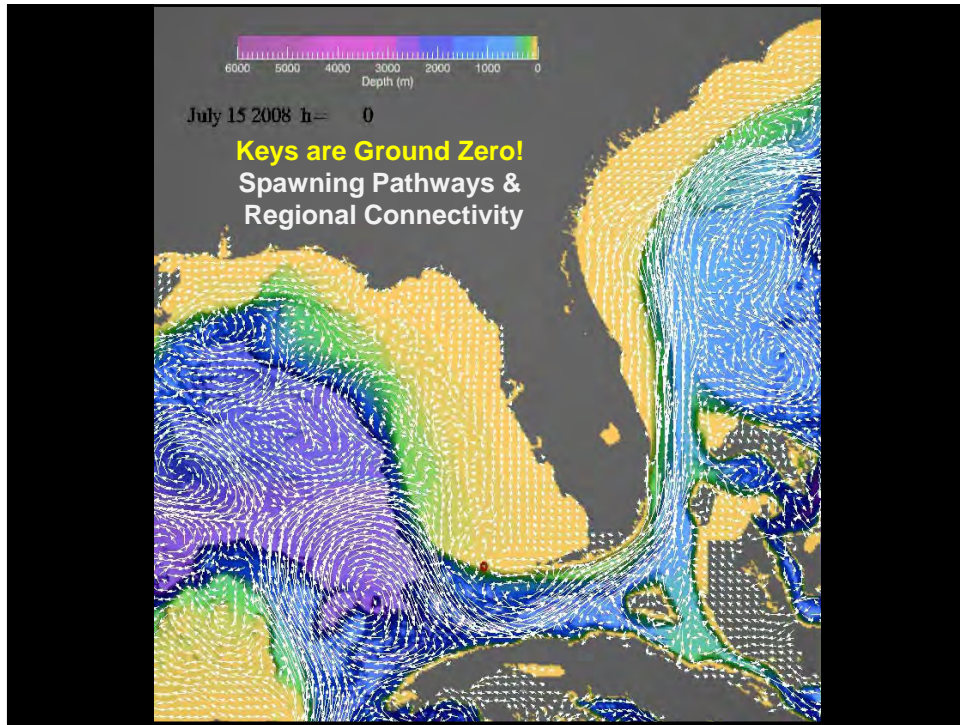 6000 5000 4000 3000 2000 1000 0
Depth (m)
July 15 2008 h= 0
Keys are Ground Zero!
Spawning Pathways &
Regional Connectivity